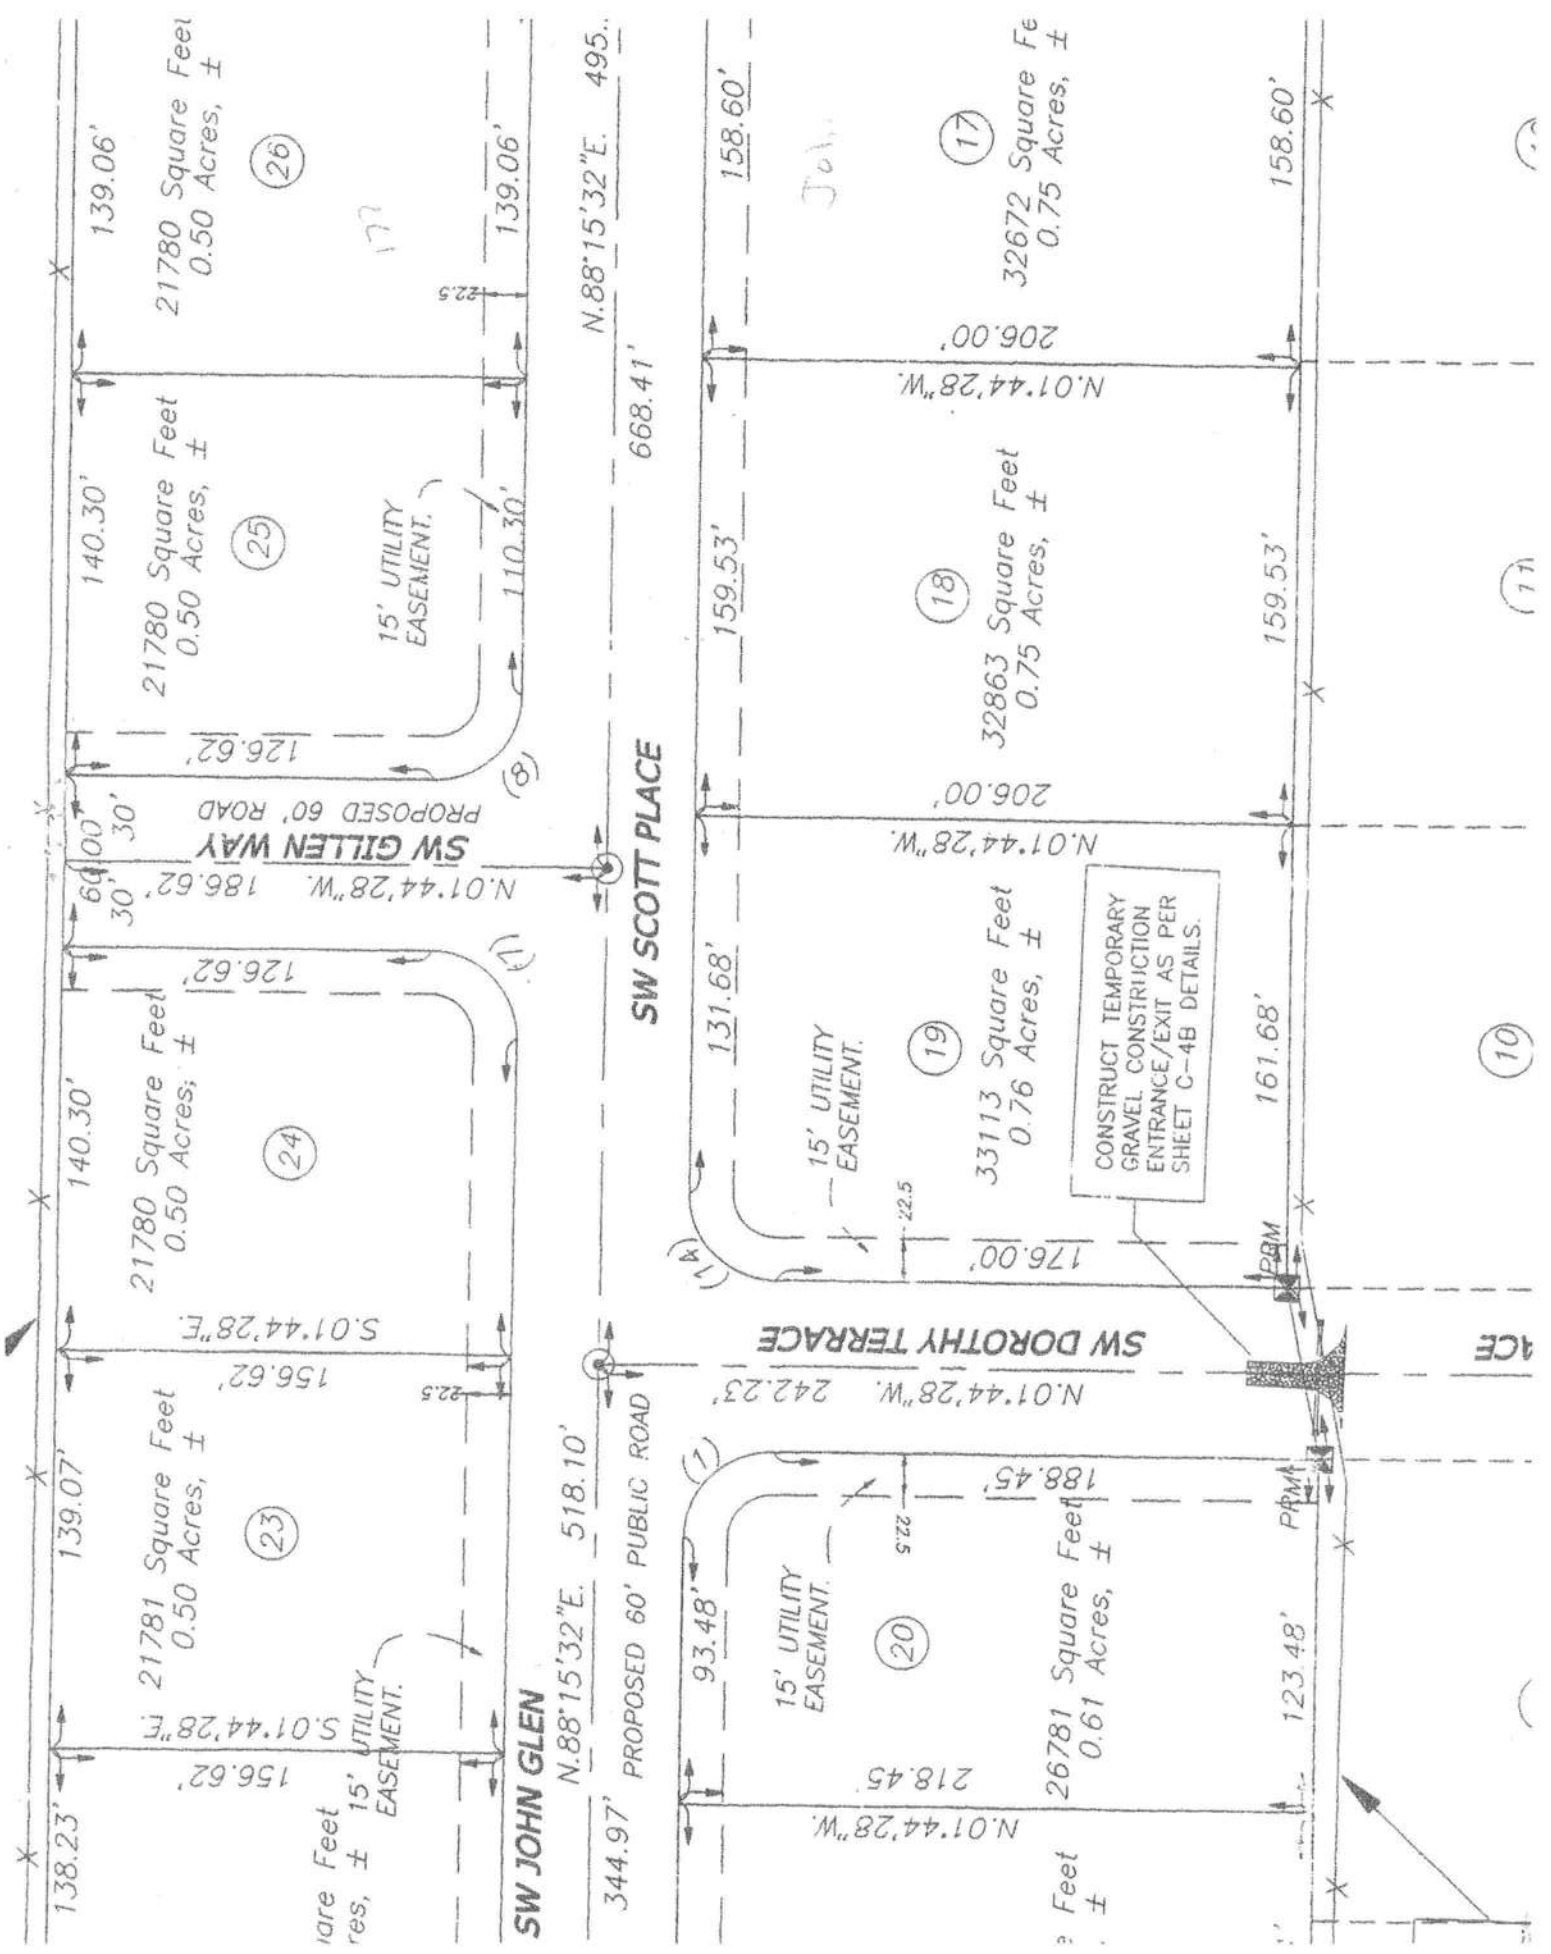 138.23'
139.07'
140.30'
60.00'
30'
30'
140.30'
139.06'
Feet
±
S.01°44'28"E.
156.62'
15' UTILITY
EASEMENT.
21781 Square Feet
0.50 Acres, ±
23
22.5
S.01°44'28"E.
156.62'
21780 Square Feet
0.50 Acres, ±
24
126.62'
N.01°44'28"W. 186.62'
SW GILLEN WAY
PROPOSED 60' ROAD
126.62'
(8)
21780 Square Feet
0.50 Acres, ±
25
15' UTILITY
EASEMENT.
110.30'
21780 Square Feet
0.50 Acres, ±
26
22.5
139.06'
SW JOHN GLEN
N.88°15'32"E. 518.10'
344.97'
PROPOSED 60' PUBLIC ROAD
SW SCOTT PLACE
668.41'
N.88°15'32"E. 495.
Feet
±
N.01°44'28"W.
218.45'
93.48'
(1)
15' UTILITY
EASEMENT.
20
22.5
26781 Square Feet
0.61 Acres, ±
188.45'
123.48'
PRM
N.01°44'28"W. 242.23'
SW DOROTHY TERRACE
(14)
131.68'
15' UTILITY
EASEMENT.
19
22.5
33113 Square Feet
0.76 Acres, ±
176.00'
PRM
CONSTRUCT TEMPORARY
GRAVEL CONSTRICTION
ENTRANCE/EXIT AS PER
SHEET C-4B DETAILS.
161.68'
N.01°44'28"W.
206.00'
159.53'
18
32863 Square Feet
0.75 Acres, ±
159.53'
N.01°44'28"W.
206.00'
158.60'
17
32672 Square Fe
0.75 Acres, ±
158.60'
10
11